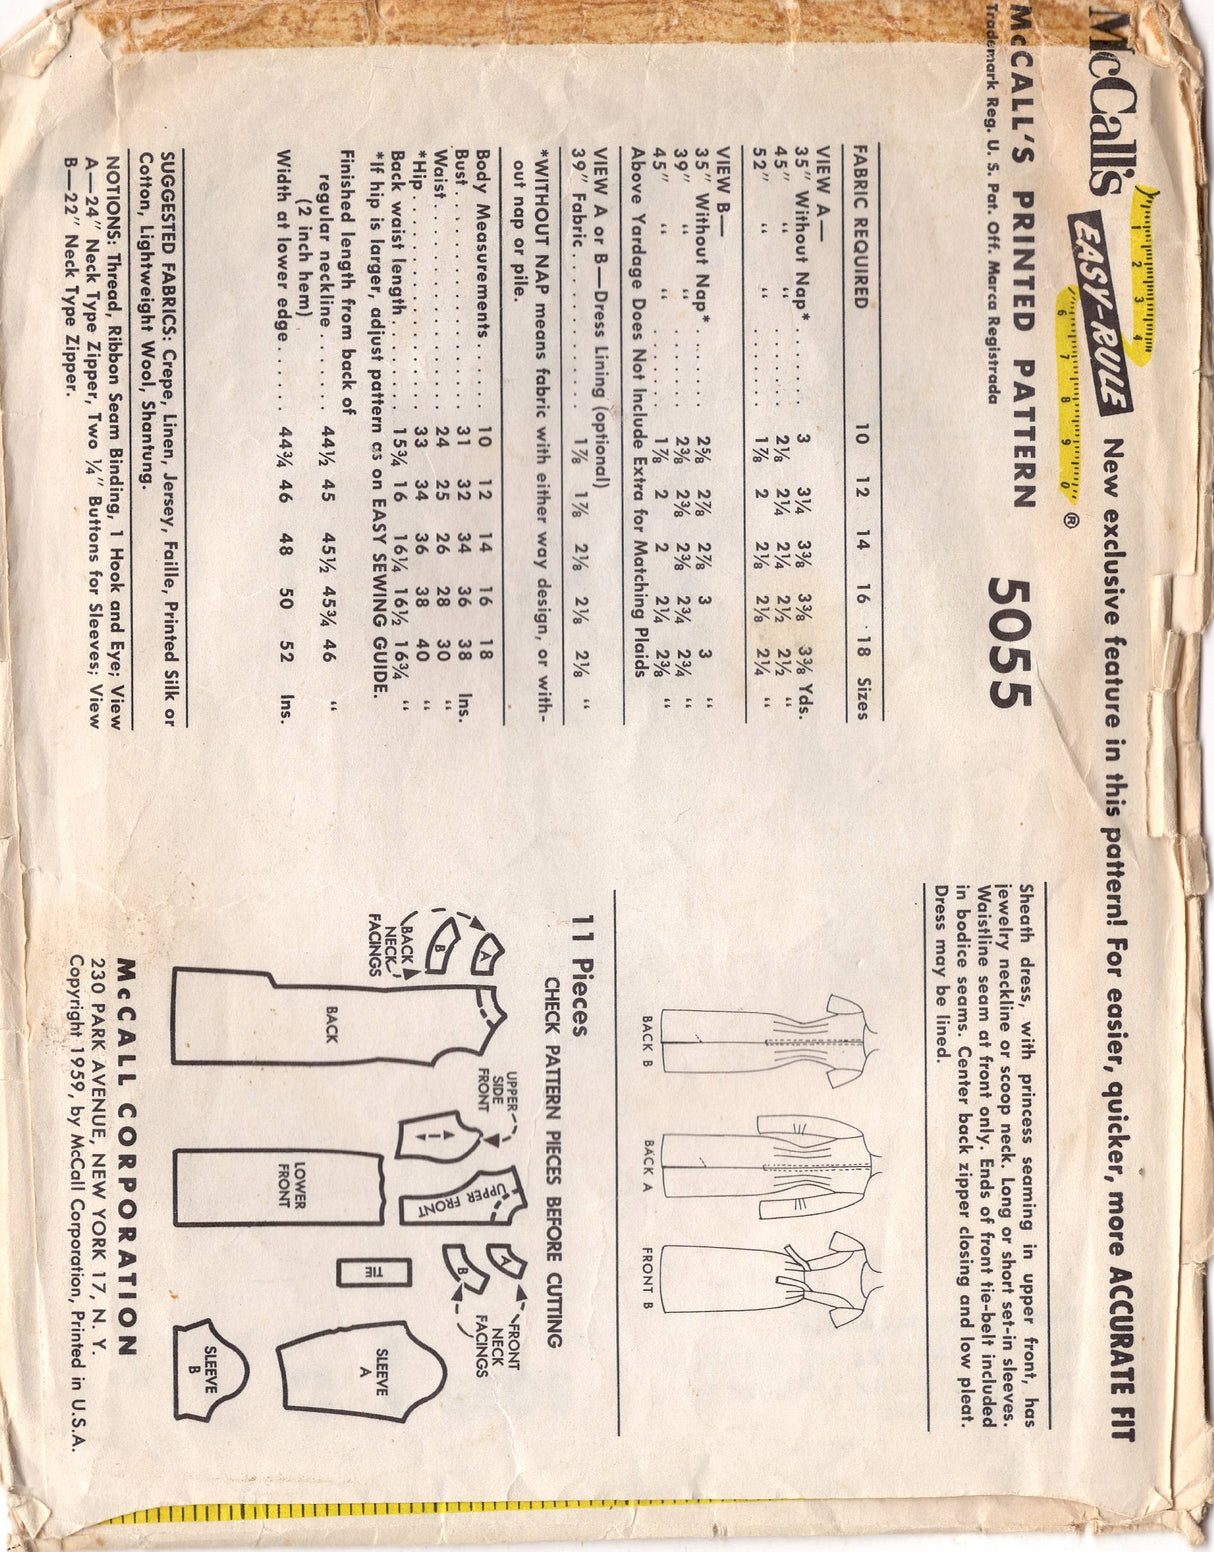 McCall's EASY-RULE ® New exclusive feature in this pattern! For easier, quicker, more ACCURATE FIT
1 2 3 4
6 7 8 9 0
McCALL'S PRINTED PATTERN 5055
Trademark Reg. U. S. Pat. Off. Marca Registrada
FABRIC REQUIRED 10 12 14 16 18 Sizes
VIEW A—
35" Without Nap* . . . . . . 3 3¼ 3⅜ 3⅜ 3⅜ Yds.
45" " " . . . . . . 2⅛ 2¼ 2¼ 2½ 2½ "
52" " " . . . . . . 1⅞ 2 2⅛ 2⅛ 2¼ "
VIEW B—
35" Without Nap* . . . . . . 2⅝ 2⅞ 2⅞ 3 3 "
39" " " . . . . . . 2⅜ 2⅜ 2⅝ 2¾ 2¾ "
45" " " . . . . . . 1⅞ 2 2 2¼ 2⅜ "
Above Yardage Does Not Include Extra for Matching Plaids
VIEW A or B—Dress Lining (optional)
39" Fabric . . . . . . . . . . . 1⅞ 1⅞ 2⅛ 2⅛ 2⅛ "
*WITHOUT NAP means fabric with either way design, or with-
out nap or pile.
Body Measurements . . . . . 10 12 14 16 18
Bust . . . . . . . . . . . . . . . . 31 32 34 36 38 Ins.
Waist . . . . . . . . . . . . . . . 24 25 26 28 30 "
*Hip . . . . . . . . . . . . . . . . 33 34 36 38 40 "
Back waist length . . . . . . . 15¾ 16 16¼ 16½ 16¾ "
*If hip is larger, adjust pattern as on EASY SEWING GUIDE.
Finished length from back of
regular neckline . . . . . . 44½ 45 45½ 45¾ 46 "
(2 inch hem)
Width at lower edge . . . . . 44¾ 46 48 50 52 Ins.
SUGGESTED FABRICS: Crepe, Linen, Jersey, Faille, Printed Silk or
Cotton, Lightweight Wool, Shantung.
NOTIONS: Thread, Ribbon Seam Binding, 1 Hook and Eye; View
A—24" Neck Type Zipper, Two ¼" Buttons for Sleeves; View
B—22" Neck Type Zipper.
Sheath dress, with princess seaming in upper front, has
jewelry neckline or scoop neck. Long or short set-in sleeves.
Waistline seam at front only. Ends of front tie-belt included
in bodice seams. Center back zipper closing and low pleat.
Dress may be lined.
BACK B BACK A FRONT B
11 Pieces
CHECK PATTERN PIECES BEFORE CUTTING
A
B
BACK
NECK
FACINGS
BACK
UPPER
SIDE
FRONT
UPPER FRONT
LOWER
FRONT
A
B
FRONT
NECK
FACINGS
TIE
SLEEVE
A
SLEEVE
B
McCALL CORPORATION
230 PARK AVENUE, NEW YORK 17, N. Y.
Copyright 1959, by McCall Corporation, Printed in U.S.A.